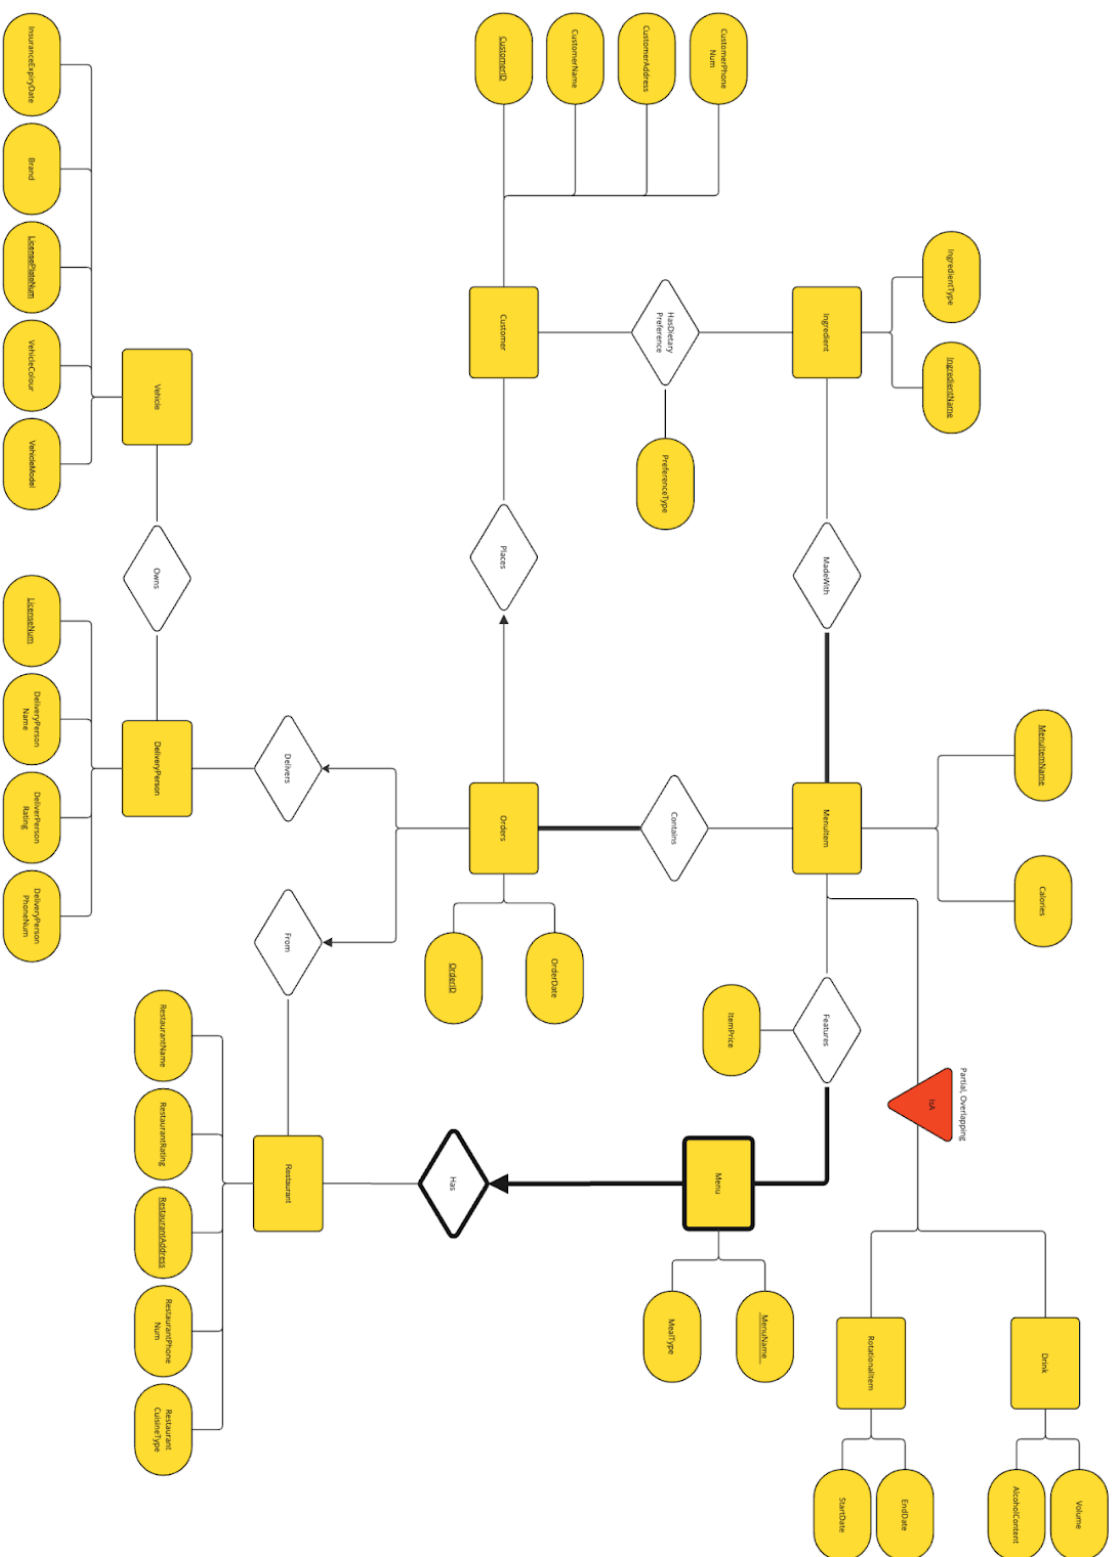 Volume
MenuItemName
Calories
Drink
AlcoholContent
Partial, Overlapping
IngredientType
IngredientName
IsA
EndDate
RotationalItem
StartDate
Ingredient
MadeWith
MenuItem
Features
MenuName
CustomerPhone
Num
ItemPrice
Menu
HasDietary
Preference
PreferenceType
Contains
MealType
CustomerAddress
CustomerName
OrderDate
CustomerID
Customer
Places
Orders
OrderID
Has
Delivers
From
Restaurant
RestaurantName
RestaurantRating
RestaurantAddress
RestaurantPhone
Num
Restaurant
CuisineType
Vehicle
Owns
DeliveryPerson
InsuranceExpiryDate
Brand
LicensePlateNum
VehicleColour
VehicleModel
LicenseNum
DeliveryPerson
Name
DeliverPerson
Rating
DeliveryPerson
PhoneNum